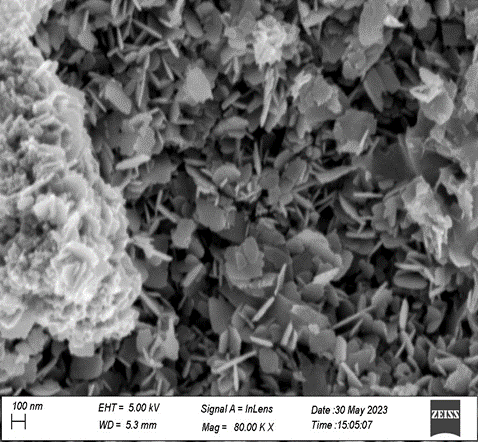 100 nm
EHT = 5.00 kV
Signal A = InLens
Date :30 May 2023
ZEISS
WD = 5.3 mm
Mag = 80.00 K X
Time :15:05:07